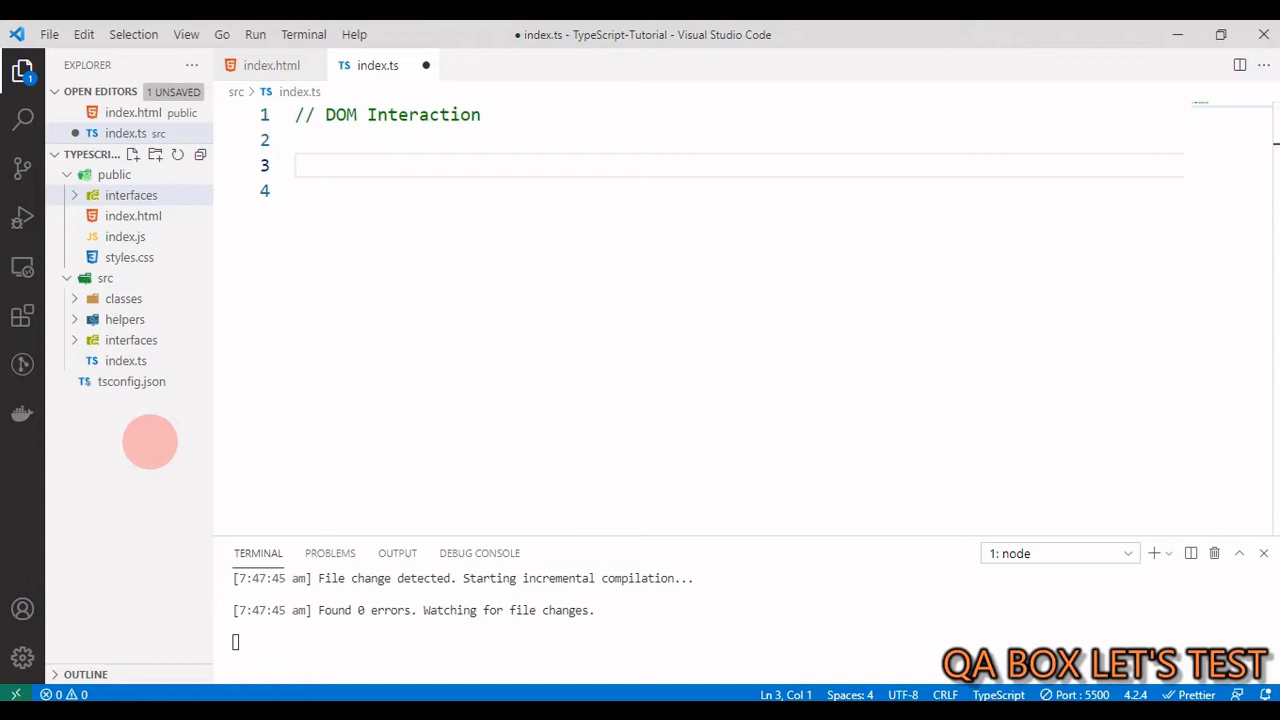 File Edit Selection View Go Run Terminal Help ● index.ts - TypeScript-Tutorial - Visual Studio Code
EXPLORER ···
index.html
TS index.ts ●
OPEN EDITORS 1 UNSAVED
index.html public
● TS index.ts src
src > TS index.ts
TYPESCRI...
public
interfaces
index.html
JS index.js
styles.css
src
classes
helpers
interfaces
TS index.ts
TS tsconfig.json
OUTLINE
1 // DOM Interaction
2
3
4
TERMINAL PROBLEMS OUTPUT DEBUG CONSOLE 1: node
[7:47:45 am] File change detected. Starting incremental compilation...
[7:47:45 am] Found 0 errors. Watching for file changes.
QA BOX LET'S TEST
0 0 Ln 3, Col 1 Spaces: 4 UTF-8 CRLF TypeScript Port : 5500 4.2.4 Prettier
1